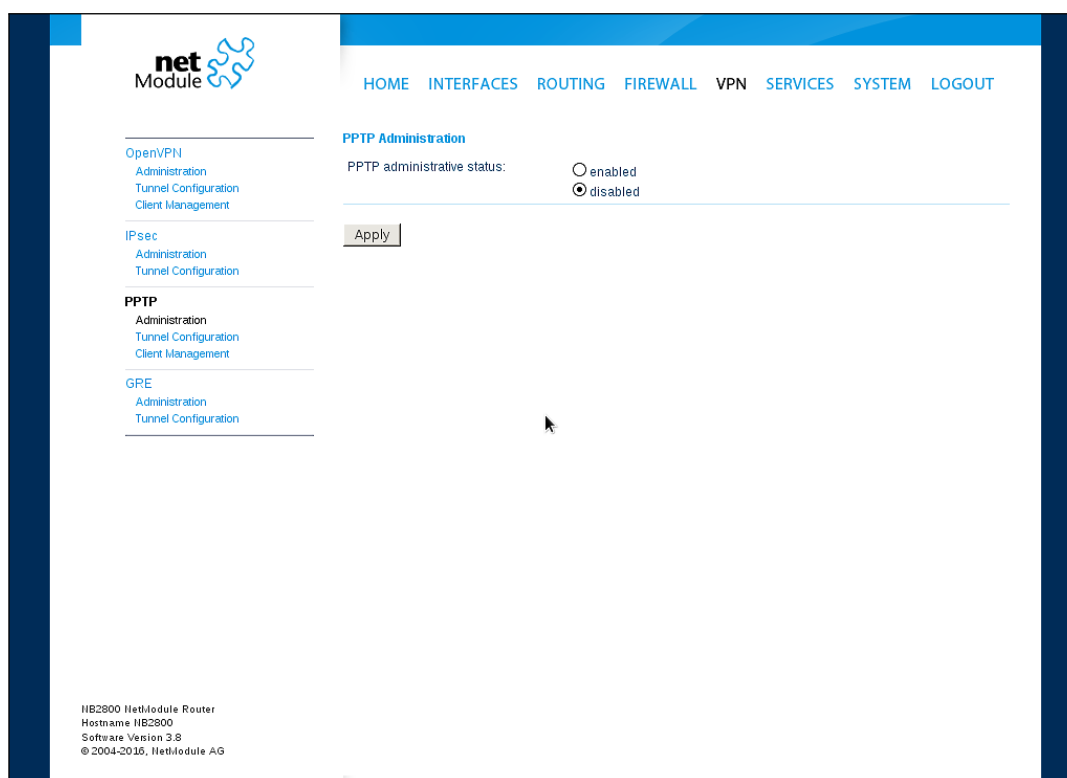 net
Module
HOME INTERFACES ROUTING FIREWALL VPN SERVICES SYSTEM LOGOUT
OpenVPN
Administration
Tunnel Configuration
Client Management
IPsec
Administration
Tunnel Configuration
PPTP
Administration
Tunnel Configuration
Client Management
GRE
Administration
Tunnel Configuration
PPTP Administration
PPTP administrative status:
enabled
disabled
Apply
NB2800 NetModule Router
Hostname NB2800
Software Version 3.8
© 2004-2016, NetModule AG